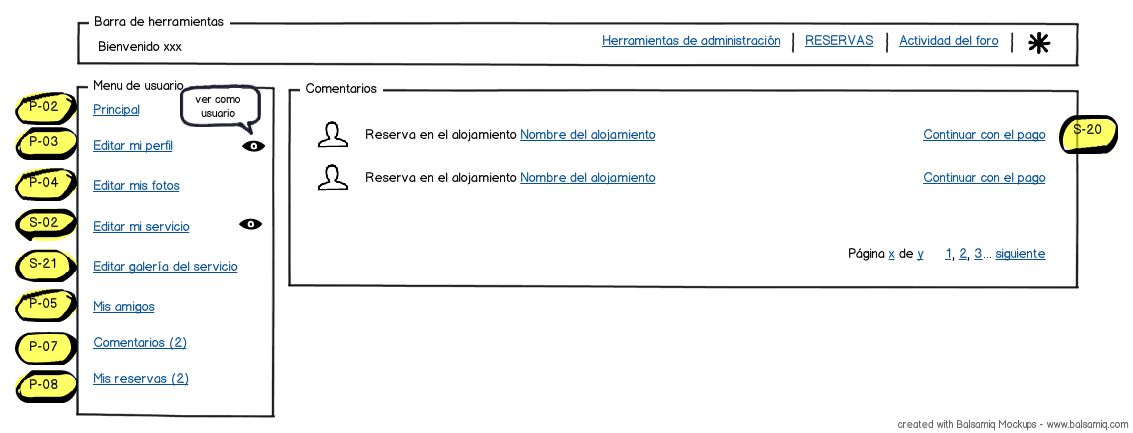 Barra de herramientas
Bienvenido xxx
Herramientas de administración | RESERVAS | Actividad del foro |
Menu de usuario
ver como
usuario
P-02 Principal
P-03 Editar mi perfil
P-04 Editar mis fotos
S-02 Editar mi servicio
S-21 Editar galería del servicio
P-05 Mis amigos
P-07 Comentarios (2)
P-08 Mis reservas (2)
Comentarios
Reserva en el alojamiento Nombre del alojamiento Continuar con el pago S-20
Reserva en el alojamiento Nombre del alojamiento Continuar con el pago
Página x de y 1, 2, 3... siguiente
created with Balsamiq Mockups - www.balsamiq.com